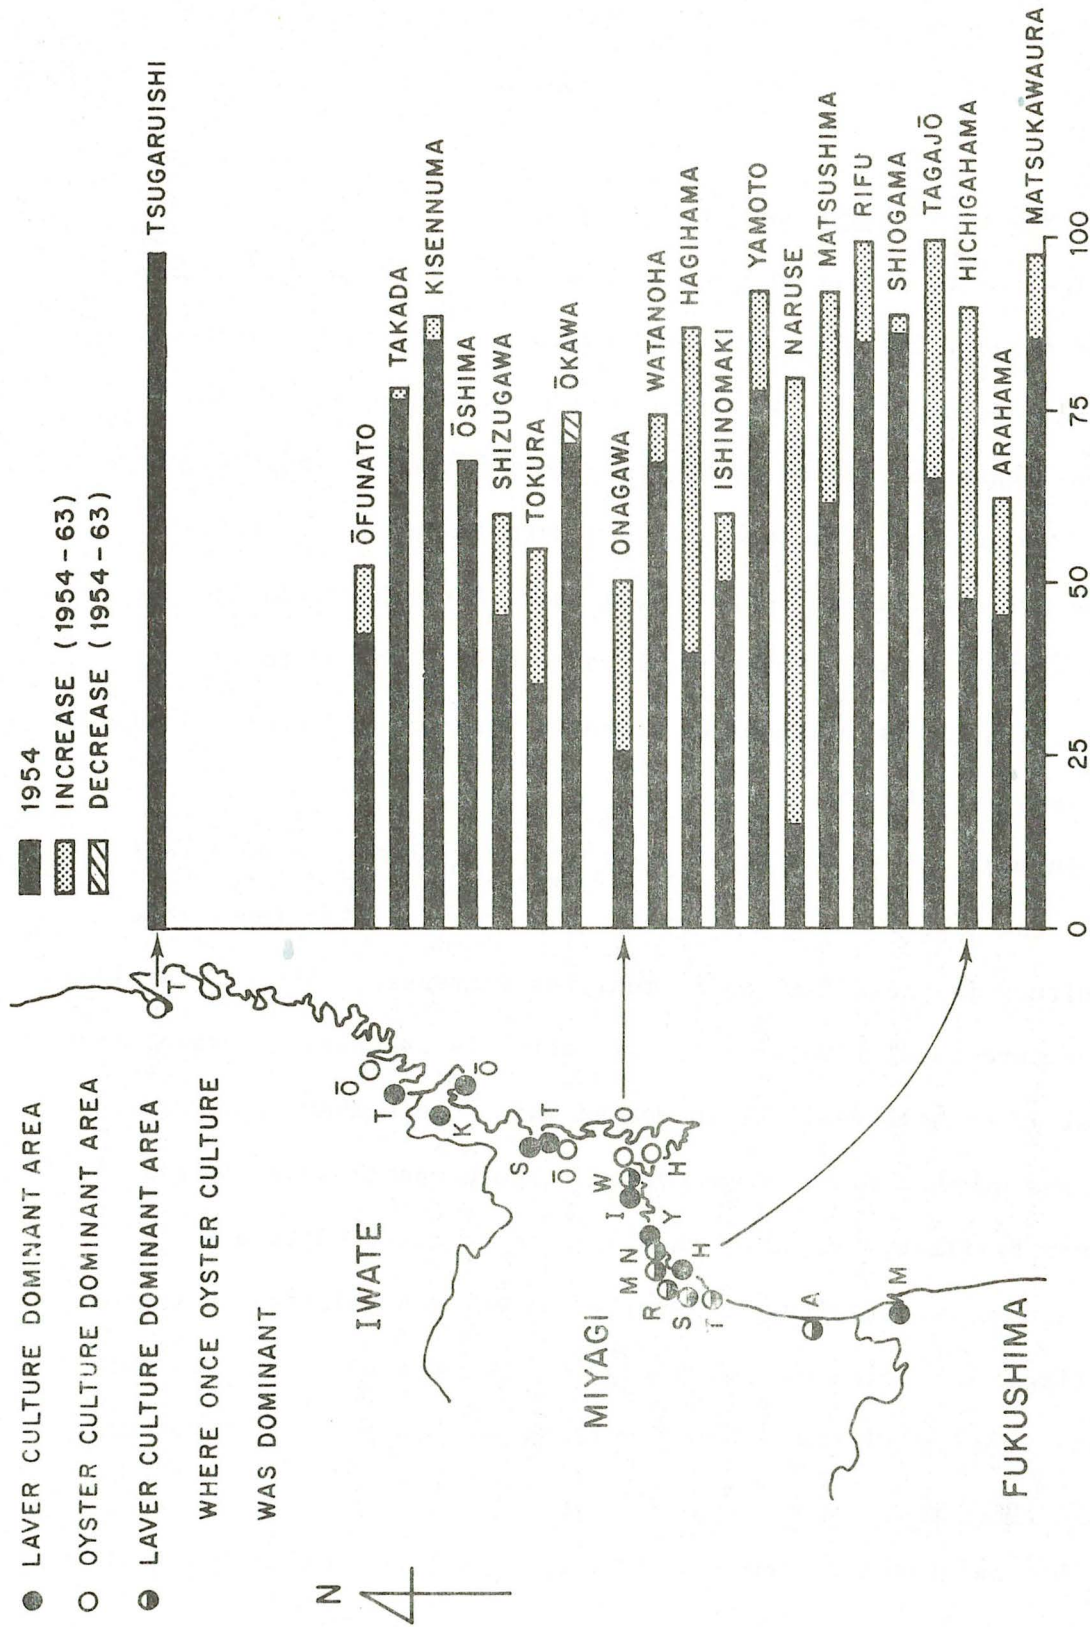 LAVER CULTURE DOMINANT AREA
OYSTER CULTURE DOMINANT AREA
LAVER CULTURE DOMINANT AREA
WHERE ONCE OYSTER CULTURE
WAS DOMINANT
1954
INCREASE (1954-63)
DECREASE (1954-63)
N
IWATE
MIYAGI
FUKUSHIMA
T
Ō
T
K
Ō
S
T
Ō
O
W
H
I
Y
N
M
H
R
S
T
A
M
TSUGARUISHI
ŌFUNATO
TAKADA
KISENNUMA
ŌSHIMA
SHIZUGAWA
TOKURA
ŌKAWA
ONAGAWA
WATANOHA
HAGIHAMA
ISHINOMAKI
YAMOTO
NARUSE
MATSUSHIMA
RIFU
SHIOGAMA
TAGAJŌ
HICHIGAHAMA
ARAHAMA
MATSUKAWAURA
0 25 50 75 100